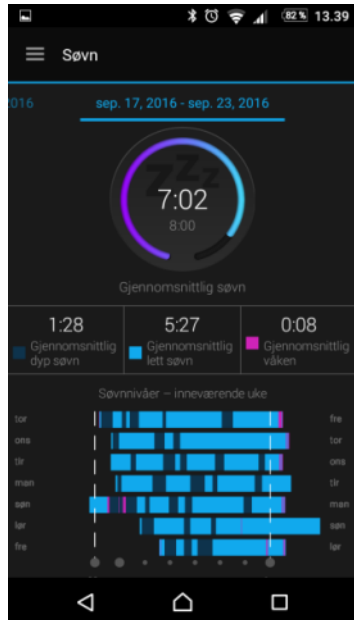 82 % 13.39
Søvn
2016 sep. 17, 2016 - sep. 23, 2016
zZz
7:02
8:00
Gjennomsnittlig søvn
1:28 5:27 0:08
Gjennomsnittlig dyp søvn
Gjennomsnittlig lett søvn
Gjennomsnittlig våken
Søvnnivåer – inneværende uke
tor fre
ons tor
tir ons
man tir
søn man
lør søn
fre lør